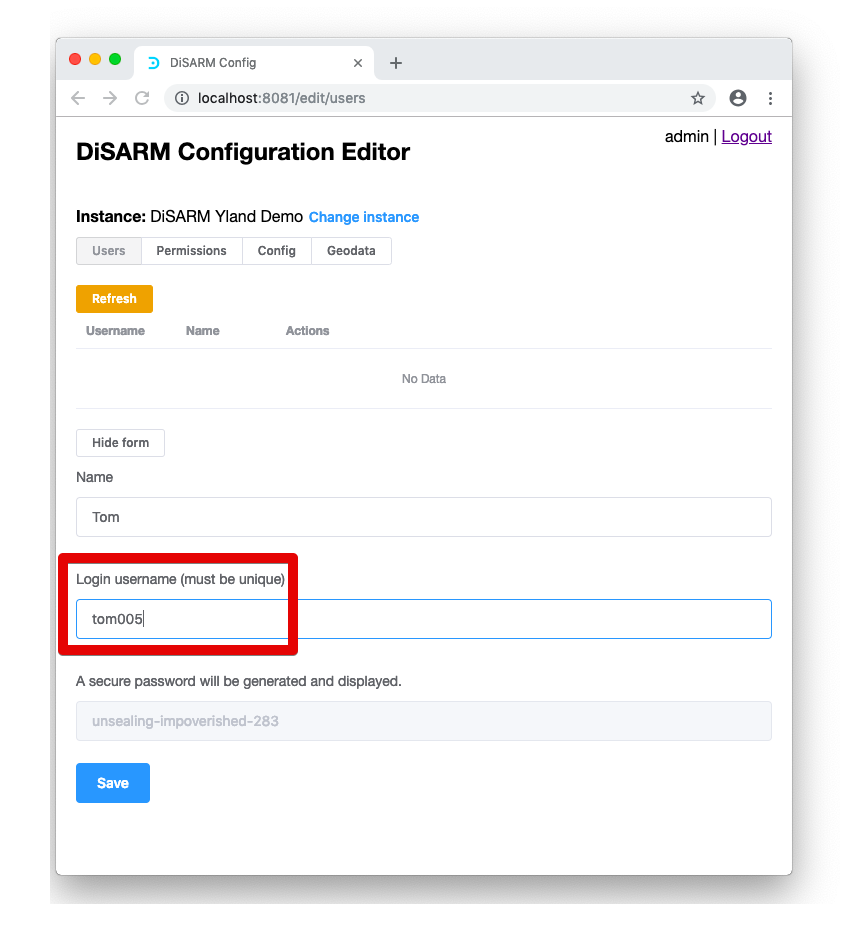 DiSARM Config
localhost:8081/edit/users
admin | Logout
DiSARM Configuration Editor
Instance: DiSARM Yland Demo Change instance
Users Permissions Config Geodata
Refresh
Username Name Actions
No Data
Hide form
Name
Tom
Login username (must be unique)
tom005
A secure password will be generated and displayed.
unsealing-impoverished-283
Save